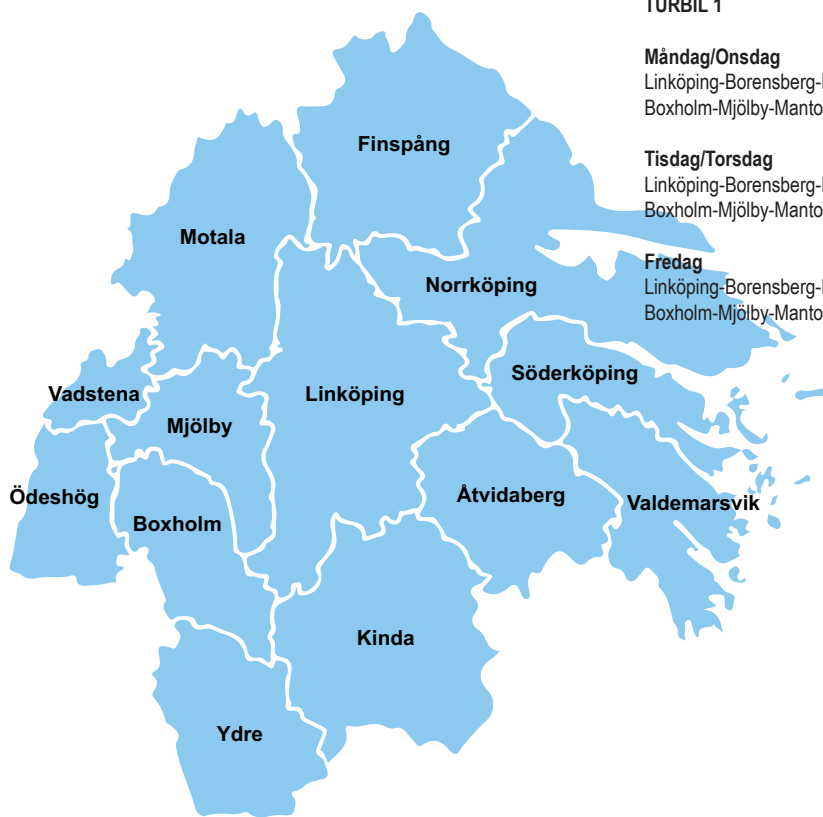 TURBIL 1
Måndag/Onsdag
Linköping-Borensberg-
Boxholm-Mjölby-Manto
Tisdag/Torsdag
Linköping-Borensberg-
Boxholm-Mjölby-Manto
Fredag
Linköping-Borensberg-
Boxholm-Mjölby-Manto
Finspång
Motala
Norrköping
Söderköping
Vadstena
Linköping
Mjölby
Ödeshög
Åtvidaberg
Valdemarsvik
Boxholm
Kinda
Ydre